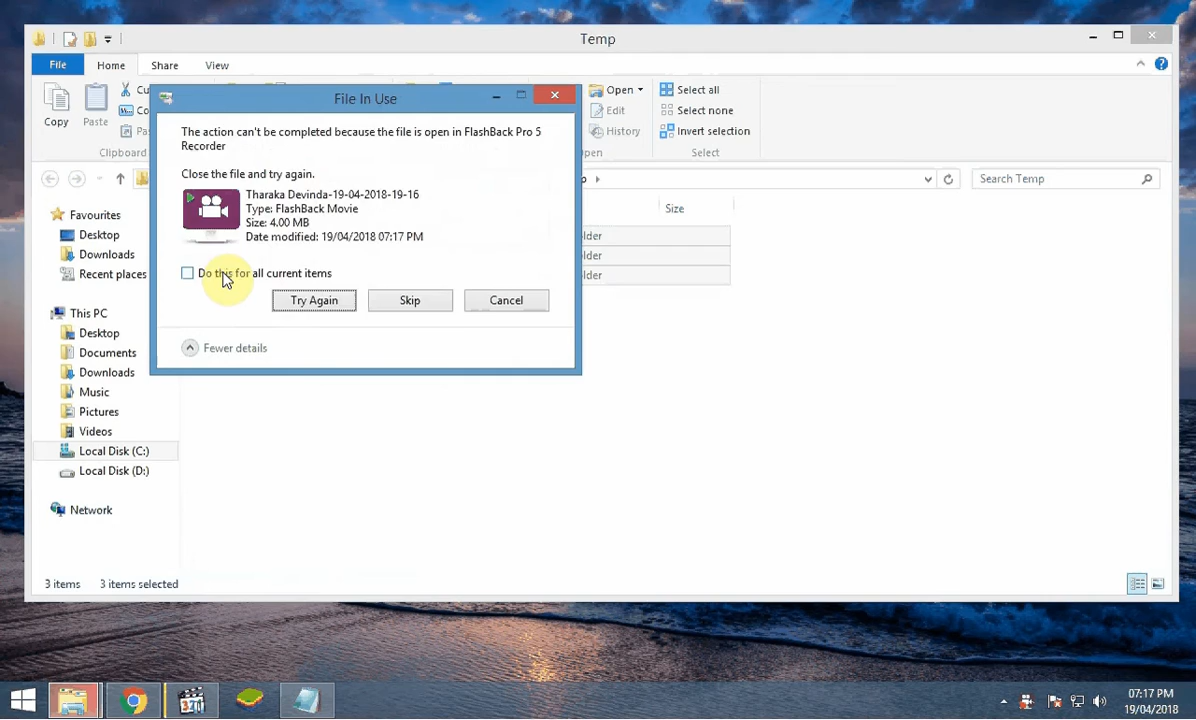 Temp
File
Home
Share
View
Copy
Paste
Clipboard
Open
Edit
History
Select all
Select none
Invert selection
Select
File In Use
The action can't be completed because the file is open in FlashBack Pro 5
Recorder
Close the file and try again.
Tharaka Devinda-19-04-2018-19-16
Type: FlashBack Movie
Size: 4.00 MB
Date modified: 19/04/2018 07:17 PM
Do this for all current items
Try Again
Skip
Cancel
Fewer details
Search Temp
Size
lder
lder
lder
Favourites
Desktop
Downloads
Recent places
This PC
Desktop
Documents
Downloads
Music
Pictures
Videos
Local Disk (C:)
Local Disk (D:)
Network
3 items 3 items selected
07:17 PM
19/04/2018